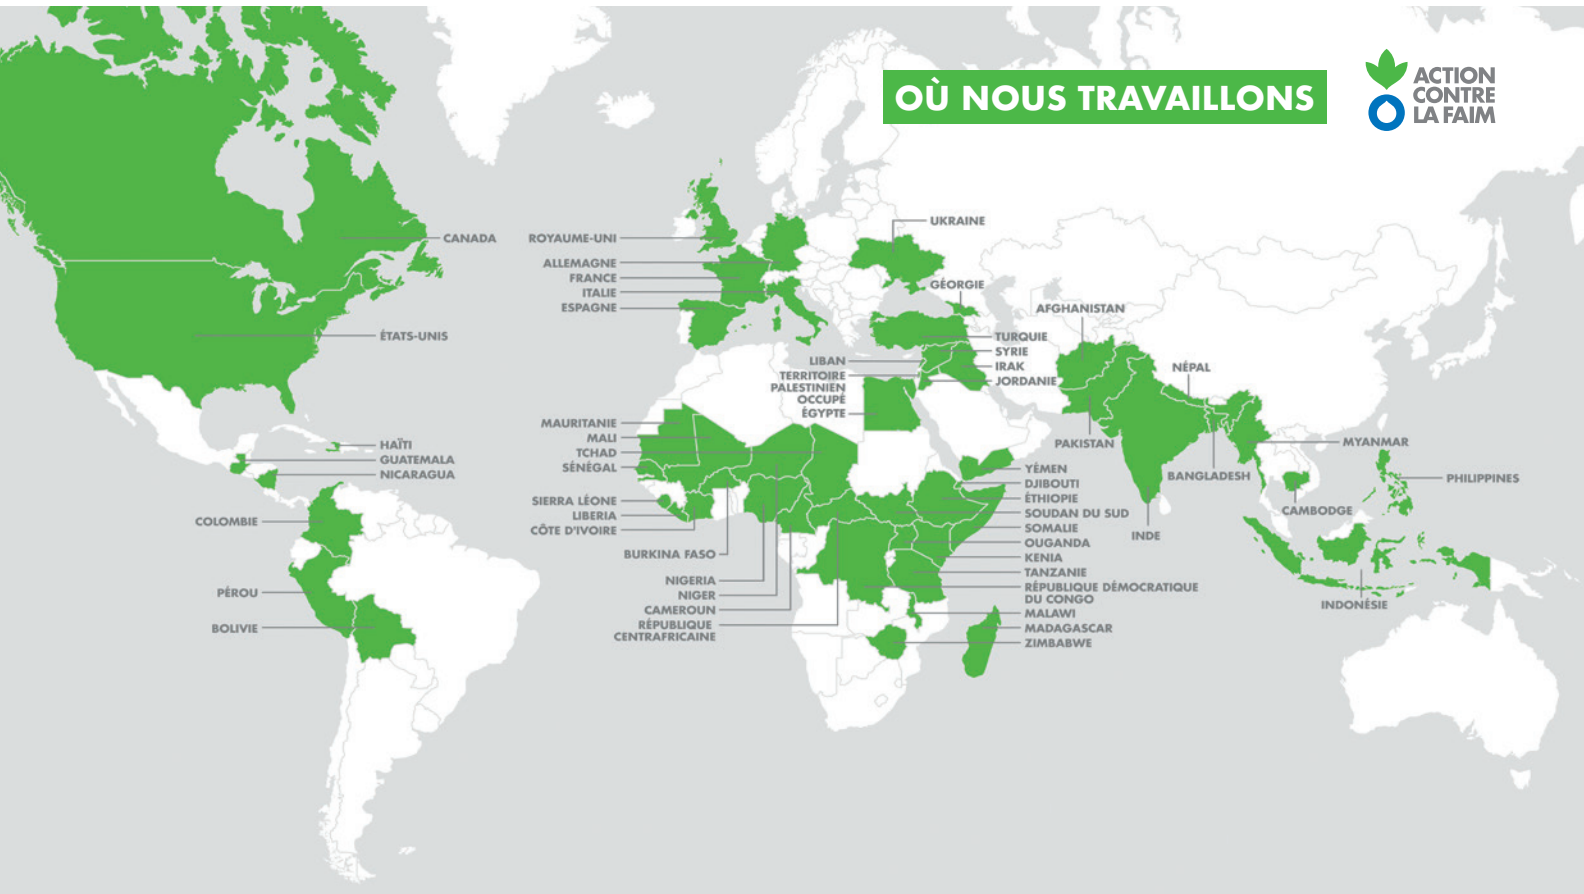 OÙ NOUS TRAVAILLONS
ACTION
CONTRE
LA FAIM
CANADA
ÉTATS-UNIS
HAÏTI
GUATEMALA
NICARAGUA
COLOMBIE
PÉROU
BOLIVIE
ROYAUME-UNI
ALLEMAGNE
FRANCE
ITALIE
ESPAGNE
UKRAINE
GÉORGIE
AFGHANISTAN
TURQUIE
SYRIE
IRAK
JORDANIE
LIBAN
TERRITOIRE
PALESTINIEN
OCCUPÉ
ÉGYPTE
NÉPAL
PAKISTAN
BANGLADESH
INDE
MYANMAR
PHILIPPINES
CAMBODGE
INDONÉSIE
MAURITANIE
MALI
TCHAD
SÉNÉGAL
SIERRA LÉONE
LIBERIA
CÔTE D'IVOIRE
BURKINA FASO
NIGERIA
NIGER
CAMEROUN
RÉPUBLIQUE
CENTRAFRICAINE
YÉMEN
DJIBOUTI
ÉTHIOPIE
SOUDAN DU SUD
SOMALIE
OUGANDA
KENIA
TANZANIE
RÉPUBLIQUE DÉMOCRATIQUE
DU CONGO
MALAWI
MADAGASCAR
ZIMBABWE